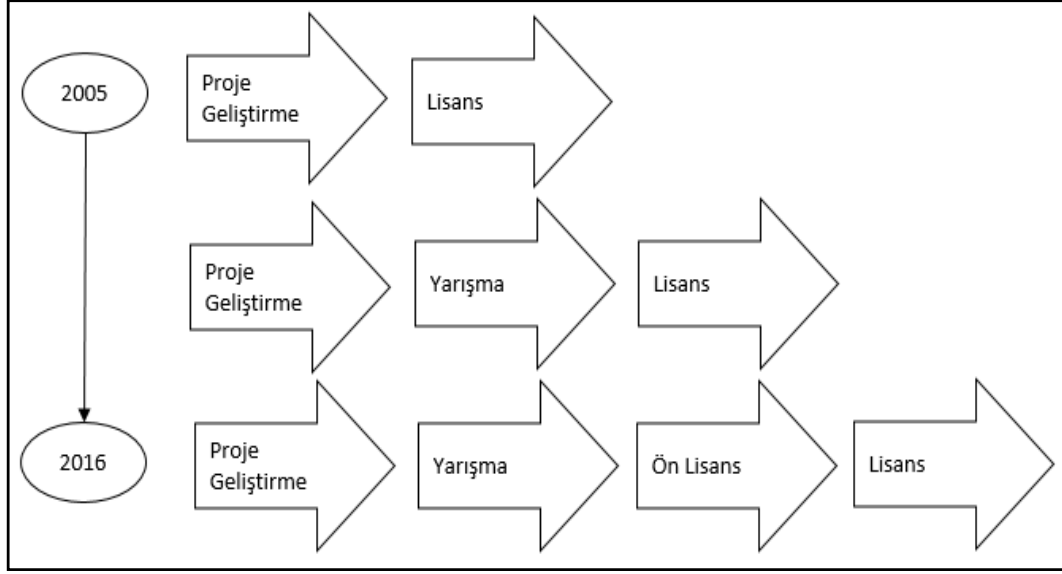 2005
Proje
Geliştirme
Lisans
Proje
Geliştirme
Yarışma
Lisans
2016
Proje
Geliştirme
Yarışma
Ön Lisans
Lisans